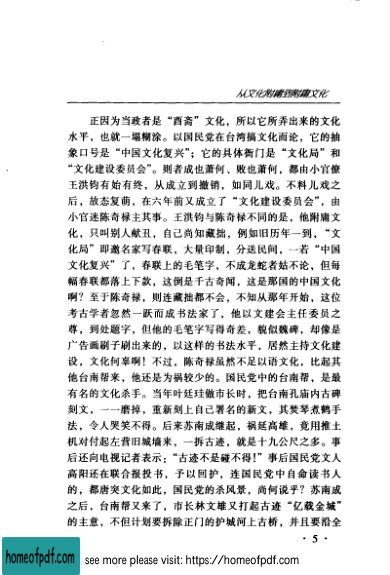 从文化附庸到附庸文化
正因为当政者是“西斋”文化，所以它所弄出来的文化
水平，也就一塌糊涂。以国民党在台湾搞文化而论，它的抽
象口号是“中国文化复兴”；它的具体衙门是“文化局”和
“文化建设委员会”。则者成也萧何、败也萧何，都由小官僚
王洪钧有始有终，从成立到撤销，如同儿戏。不料儿戏之
后，故态复萌，在六年前又成立了“文化建设委员会”，由
小官迷陈奇禄主其事。王洪钧与陈奇禄不同的是，他附庸文
化，只叫别人献丑，自己尚知藏拙，例如旧历年一到，“文
化局”即邀名家写春联，大量印制，分送民间，一若“中国
文化复兴”了，春联上的毛笔字，不成龙蛇者姑不论，但每
幅春联都落上下款，这倒是千古奇闻，这是那国的中国文化
啊？至于陈奇禄，则连藏拙都不会，不知从那年开始，这位
考古学者忽然一跃而成书法家了，他以文建会主任委员之
尊，到处题字，但他的毛笔字写得奇差，貌似魏碑，却像是
广告画刷子刷出来的，以这样的书法水平，居然主持文化建
设，文化何辜啊！不过，陈奇禄虽然不足以语文化，比起其
他台南帮来，他还是为祸较少的。国民党中的台南帮，是最
有名的文化杀手。当年叶廷珪做市长时，把台南孔庙内古碑
刻文，一一磨掉，重新刻上自己署名的新文，其焚琴煮鹤手
法，令人哭笑不得。后来苏南成继起，祸延高雄，竟用推土
机对付起左营旧城墙来，一拆古迹，就是十九公尺之多。事
后还向电视记者表示：“古迹不是碰不得！”事后国民党文人
高阳还在联合报投书，予以回护，连国民党中自命读书人
的，都唐突文化如此，国民党的杀风景，尚何说乎？苏南成
之后，台南帮又来了，市长林文雄又打起古迹“亿载金城”
的主意，不但计划要拆除正门的护城河上古桥，并且要沿全
· 5 ·
homeofpdf.com
see more please visit: https://homeofpdf.com